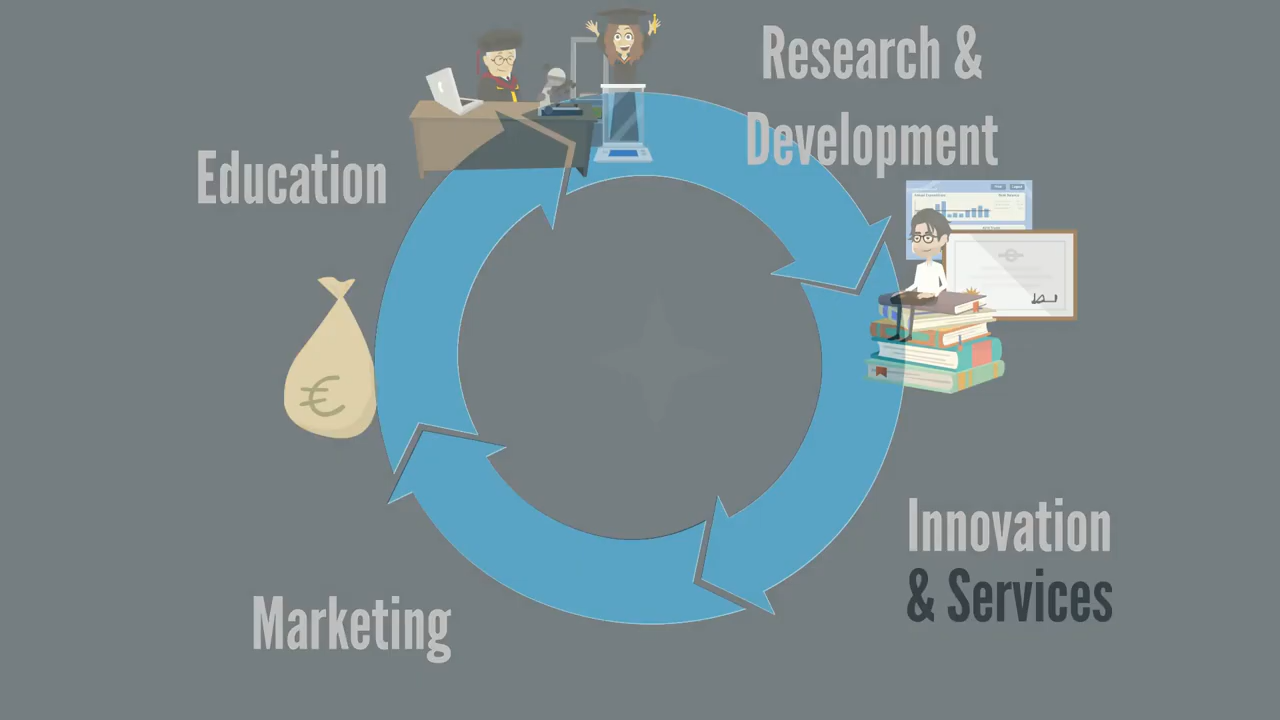 Research &
Development
Education
€
Innovation
& Services
Marketing